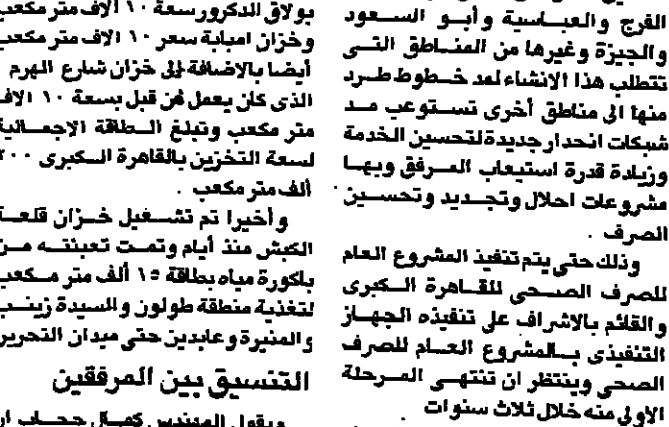 الفرج والعباسية وأبو السعود
والجيزة وغيرها من المناطق التى
تتطلب هذا الانشاء لمد خطوط طرد
منها الى مناطق أخرى تستوعب مد
شبكات انحدار جديدة لتحسين الخدمة
وزيادة قدرة استيعاب المرفق وبها
مشروعات احلال وتجديد وتحسين
الصرف .
وذلك حتى يتم تنفيذ المشروع العام
للصرف الصحى للقاهرة الكبرى
والقائم بالاشراف على تنفيذه الجهاز
التنفيذى بالمشروع العام للصرف
الصحى وينتظر ان تنتهى المرحلة
الاولى منه خلال ثلاث سنوات
بولاق الدكرور سعة ١٠ الاف متر مكعب
وخزان امبابة سعر ١٠ الاف متر مكعب
أيضا بالاضافة الى خزان شارع الهرم
الذى كان يعمل من قبل بسعة ١٠ الاف
متر مكعب وتبلغ الطاقة الاجمالية
لسعة التخزين بالقاهرة الكبرى ٢٠٠
ألف متر مكعب .
وأخيرا تم تشغيل خزان قلعة
الكبش منذ أيام وتمت تعبئته من
باكورة مياه بطاقة ١٥ ألف متر مكعب
لتغذية منطقة طولون والسيدة زينب
والمنيرة وعابدين حتى ميدان التحرير
التنسيق بين المرفقين
ويقول المهندس كمال حجاب ان